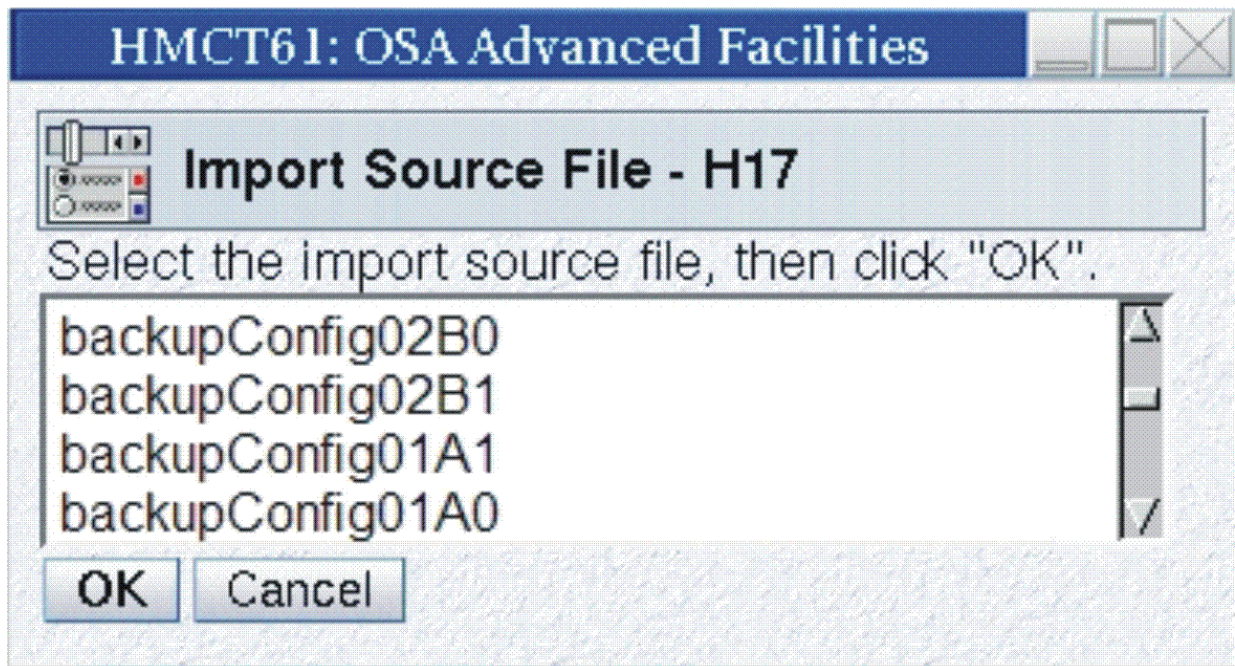 HMCT61: OSA Advanced Facilities
Import Source File - H17
Select the import source file, then click "OK".
backupConfig02B0
backupConfig02B1
backupConfig01A1
backupConfig01A0
OK Cancel